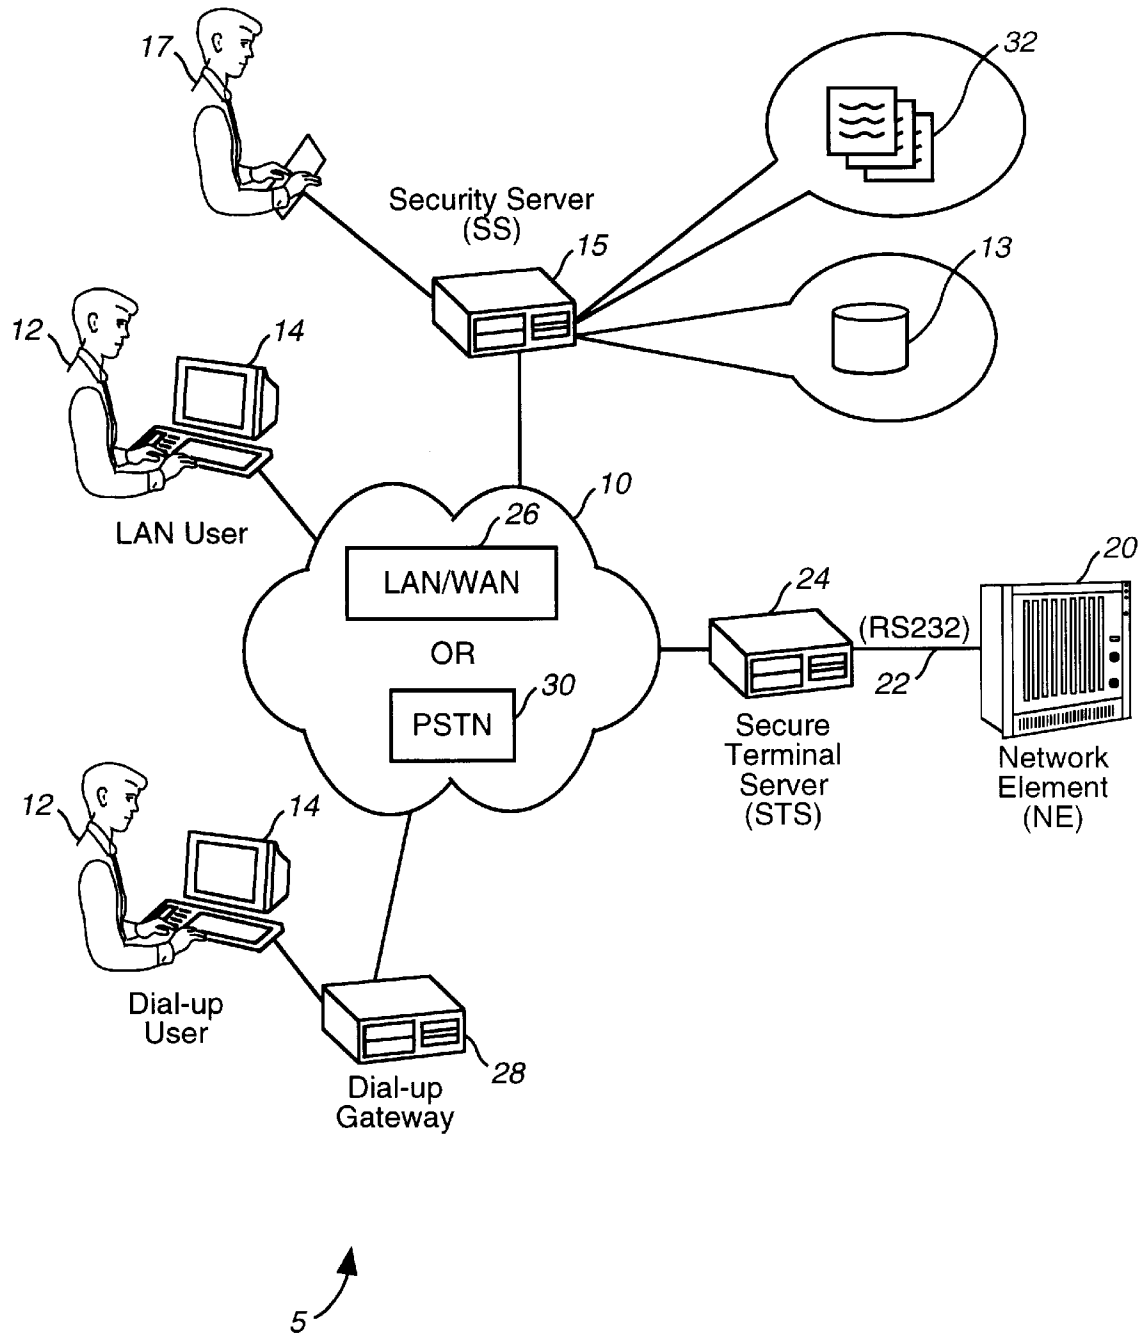 17
32
Security Server
(SS)
15
13
12
14
LAN User
10
26
LAN/WAN
OR
30
PSTN
24
(RS232)
22
20
Secure
Terminal
Server
(STS)
Network
Element
(NE)
12
14
Dial-up
User
28
Dial-up
Gateway
5